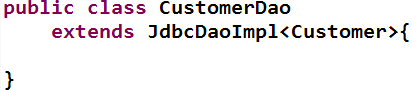 public class CustomerDao
    extends JdbcDaoImpl<Customer>{
}